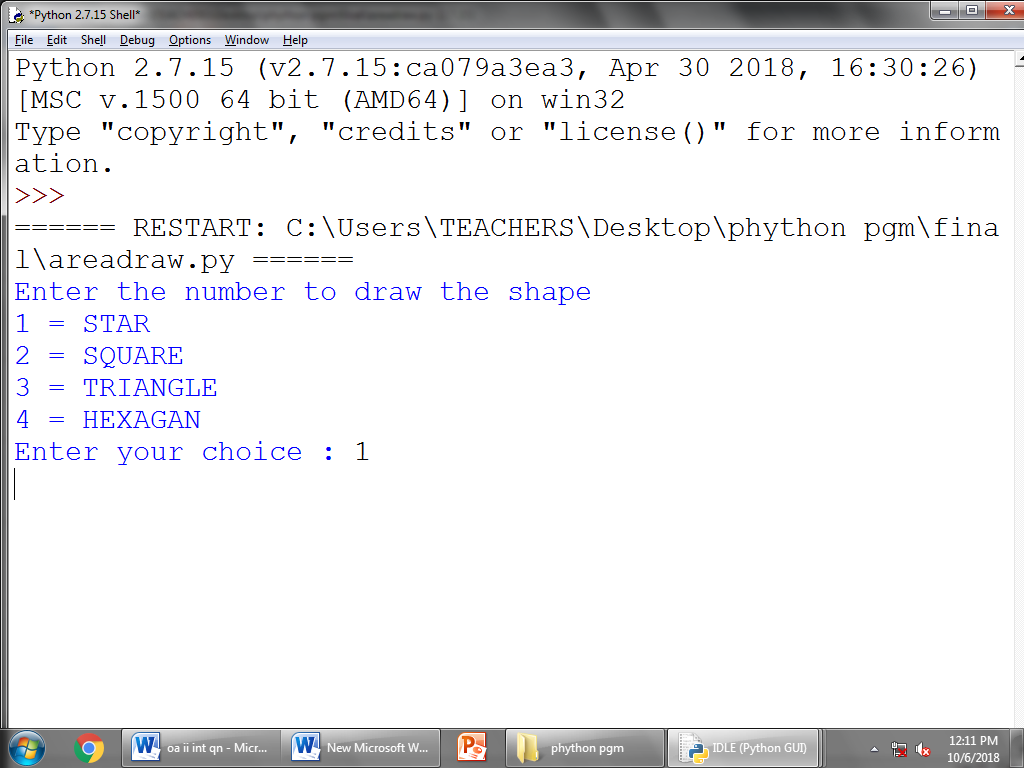 *Python 2.7.15 Shell*
File Edit Shell Debug Options Window Help
Python 2.7.15 (v2.7.15:ca079a3ea3, Apr 30 2018, 16:30:26)
[MSC v.1500 64 bit (AMD64)] on win32
Type "copyright", "credits" or "license()" for more inform
ation.
>>>
====== RESTART: C:\Users\TEACHERS\Desktop\phython pgm\fina
l\areadraw.py ======
Enter the number to draw the shape
1 = STAR
2 = SQUARE
3 = TRIANGLE
4 = HEXAGAN
Enter your choice : 1
oa ii int qn - Micr... New Microsoft W... phython pgm IDLE (Python GUI) 12:11 PM
10/6/2018